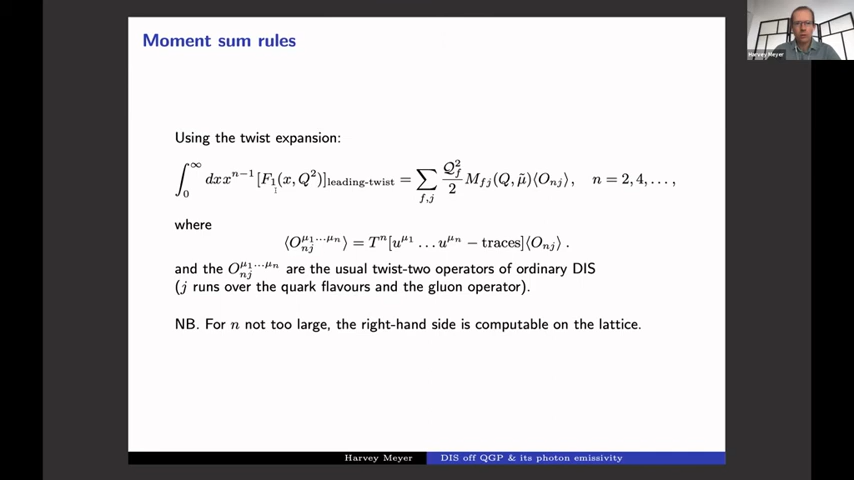 Moment sum rules
Harvey Meyer
Using the twist expansion:
∫₀^∞ dxx^{n−1}[F₁(x, Q²)]_{leading-twist} = ∑_{f,j} 𝒬_f²/2 M_{fj}(Q, μ̃)⟨O_{nj}⟩, n = 2, 4, . . . ,
where
⟨O_{nj}^{μ₁···μₙ}⟩ = Tⁿ[u^{μ₁} . . . u^{μₙ} − traces]⟨O_{nj}⟩ .
and the O_{nj}^{μ₁···μₙ} are the usual twist-two operators of ordinary DIS
(j runs over the quark flavours and the gluon operator).
NB. For n not too large, the right-hand side is computable on the lattice.
Harvey Meyer DIS off QGP & its photon emissivity